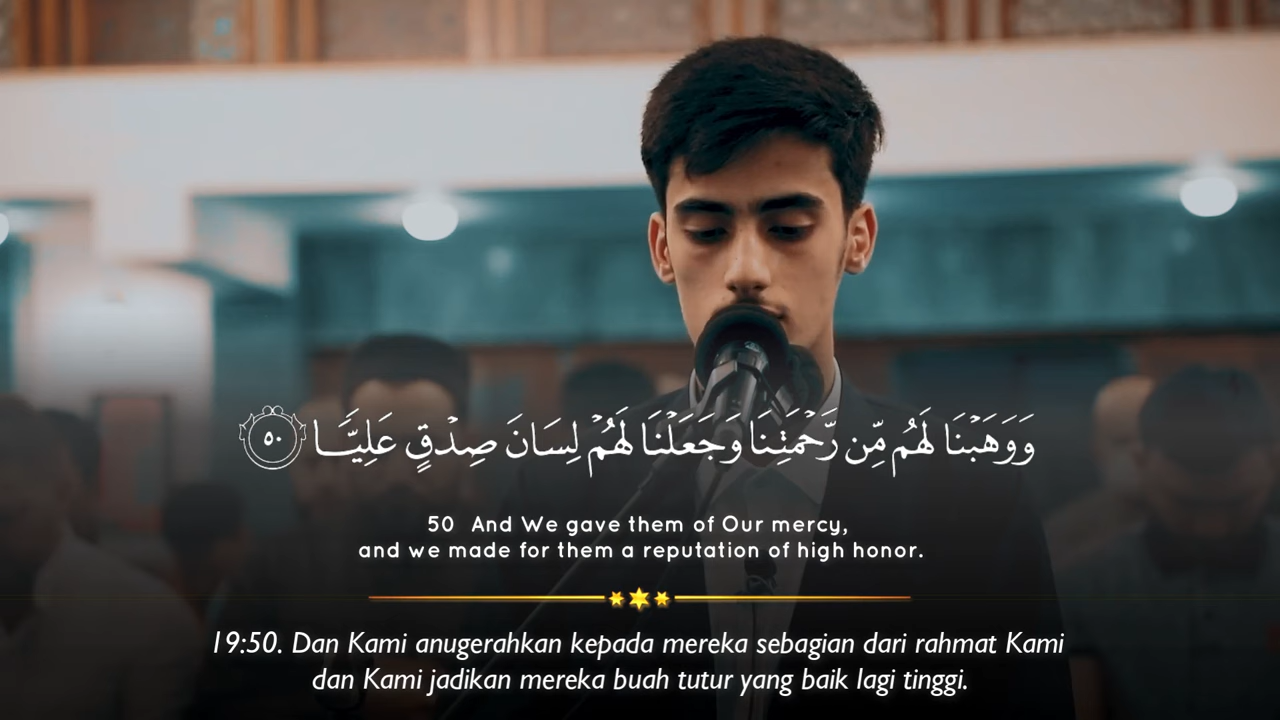 وَوَهَبْنَا لَهُم مِّن رَّحْمَتِنَا وَجَعَلْنَا لَهُمْ لِسَانَ صِدْقٍ عَلِيًّا ٥٠
50 And We gave them of Our mercy,
and we made for them a reputation of high honor.
19:50. Dan Kami anugerahkan kepada mereka sebagian dari rahmat Kami
dan Kami jadikan mereka buah tutur yang baik lagi tinggi.